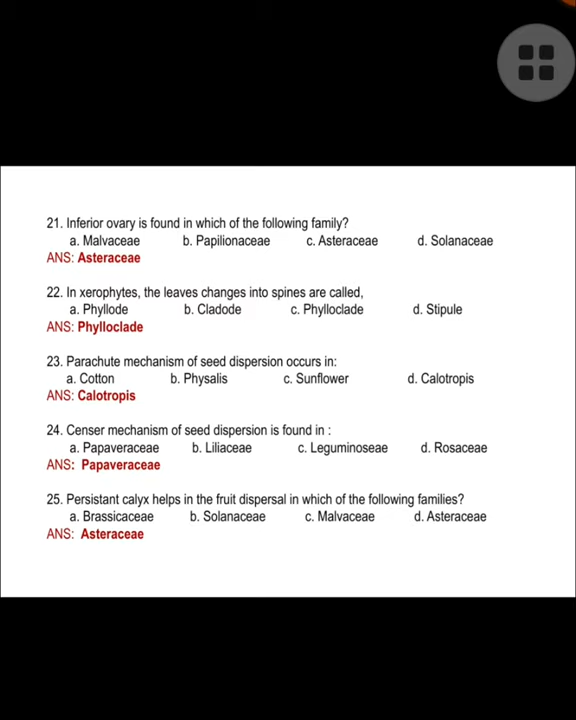 21. Inferior ovary is found in which of the following family?
a. Malvaceae b. Papilionaceae c. Asteraceae d. Solanaceae
ANS: Asteraceae
22. In xerophytes, the leaves changes into spines are called,
a. Phyllode b. Cladode c. Phylloclade d. Stipule
ANS: Phylloclade
23. Parachute mechanism of seed dispersion occurs in:
a. Cotton b. Physalis c. Sunflower d. Calotropis
ANS: Calotropis
24. Censer mechanism of seed dispersion is found in :
a. Papaveraceae b. Liliaceae c. Leguminoseae d. Rosaceae
ANS: Papaveraceae
25. Persistant calyx helps in the fruit dispersal in which of the following families?
a. Brassicaceae b. Solanaceae c. Malvaceae d. Asteraceae
ANS: Asteraceae